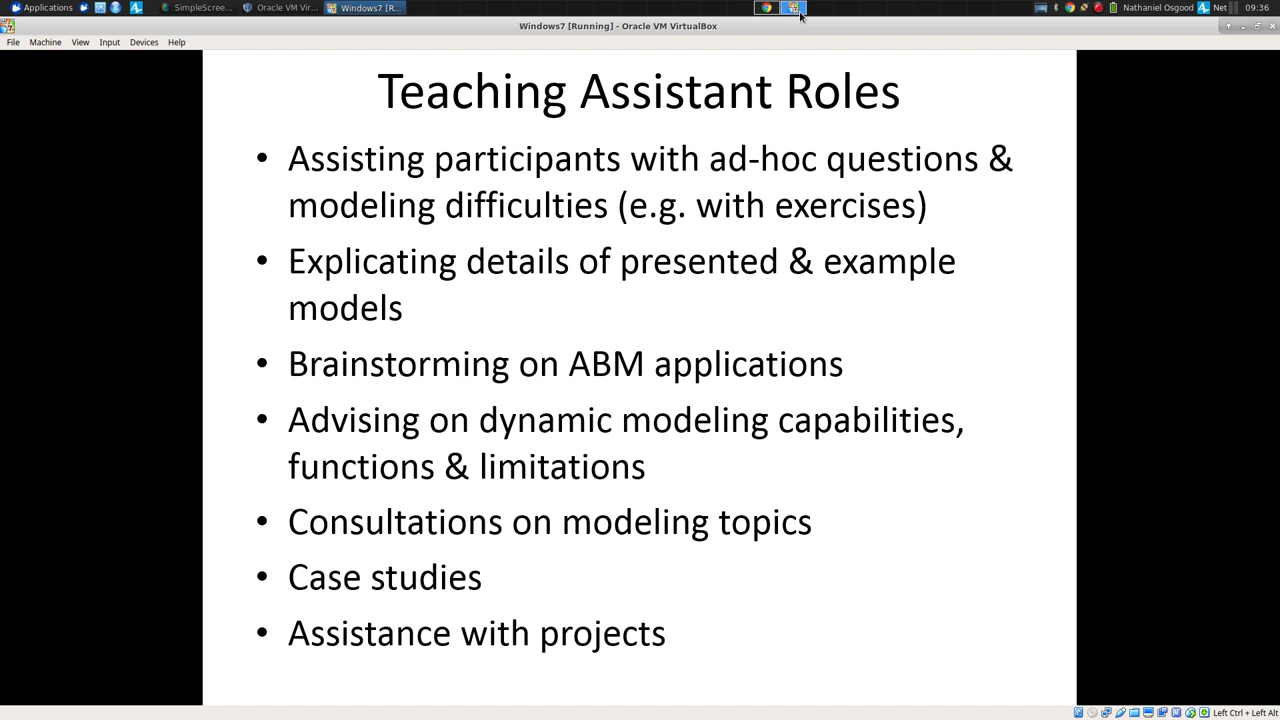 Applications
SimpleScree...
Oracle VM Vir...
Windows7 [R...
Nathaniel Osgood
Net
09:36
Windows7 [Running] - Oracle VM VirtualBox
File Machine View Input Devices Help
Teaching Assistant Roles
• Assisting participants with ad-hoc questions &
modeling difficulties (e.g. with exercises)
• Explicating details of presented & example
models
• Brainstorming on ABM applications
• Advising on dynamic modeling capabilities,
functions & limitations
• Consultations on modeling topics
• Case studies
• Assistance with projects
Left Ctrl + Left Alt